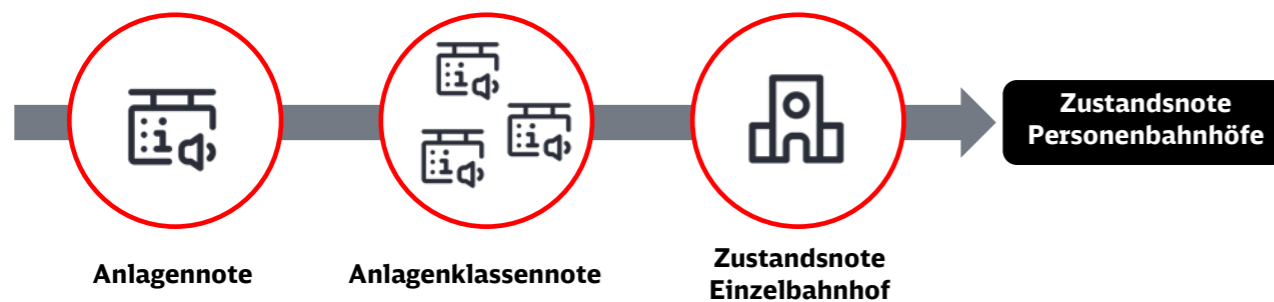 Anlagennote
Anlagenklassennote
Zustandsnote
Einzelbahnhof
Zustandsnote
Personenbahnhöfe